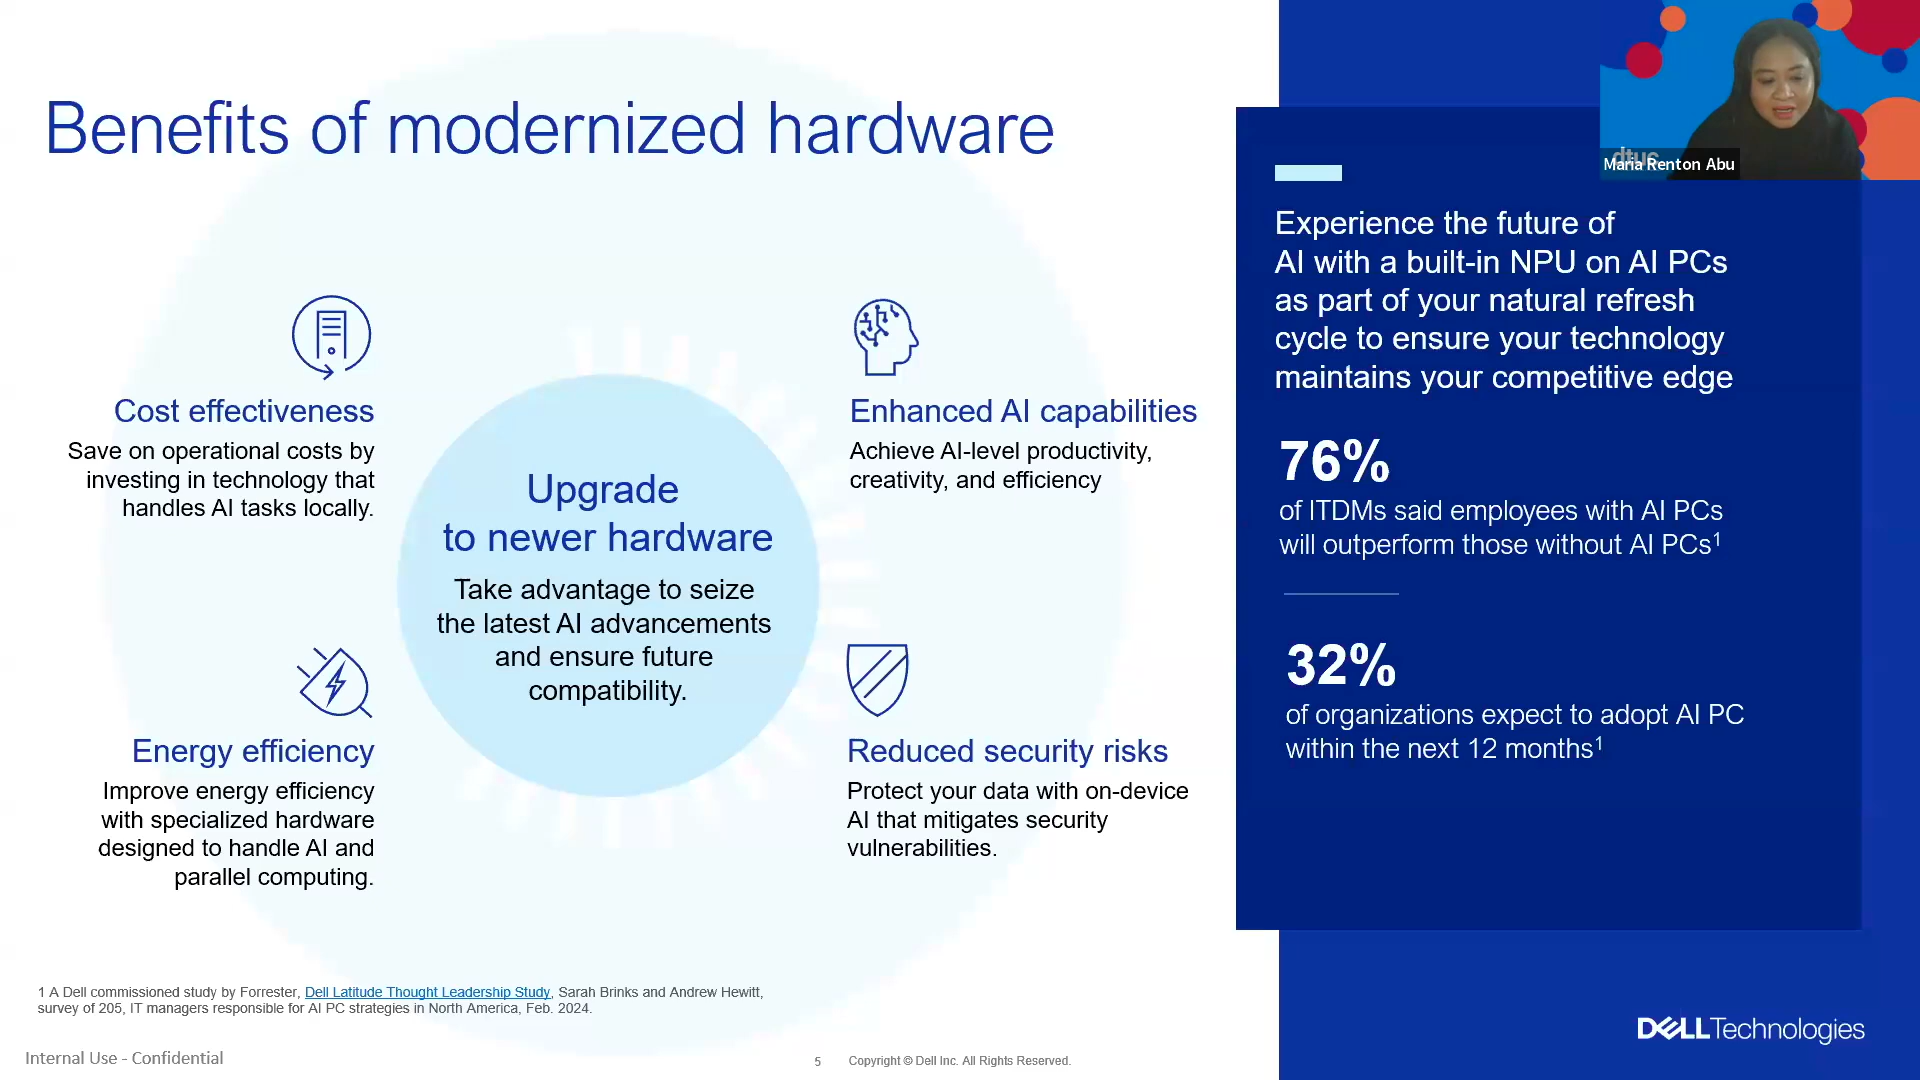 Benefits of modernized hardware
Cost effectiveness
Save on operational costs by
investing in technology that
handles AI tasks locally.
Energy efficiency
Improve energy efficiency
with specialized hardware
designed to handle AI and
parallel computing.
Upgrade
to newer hardware
Take advantage to seize
the latest AI advancements
and ensure future
compatibility.
Enhanced AI capabilities
Achieve AI-level productivity,
creativity, and efficiency
Reduced security risks
Protect your data with on-device
AI that mitigates security
vulnerabilities.
dtuc
Maria Renton Abu
Experience the future of
AI with a built-in NPU on AI PCs
as part of your natural refresh
cycle to ensure your technology
maintains your competitive edge
76%
of ITDMs said employees with AI PCs
will outperform those without AI PCs¹
32%
of organizations expect to adopt AI PC
within the next 12 months¹
1 A Dell commissioned study by Forrester, Dell Latitude Thought Leadership Study, Sarah Brinks and Andrew Hewitt,
survey of 205, IT managers responsible for AI PC strategies in North America, Feb. 2024.
Internal Use - Confidential
5
Copyright © Dell Inc. All Rights Reserved.
DELLTechnologies